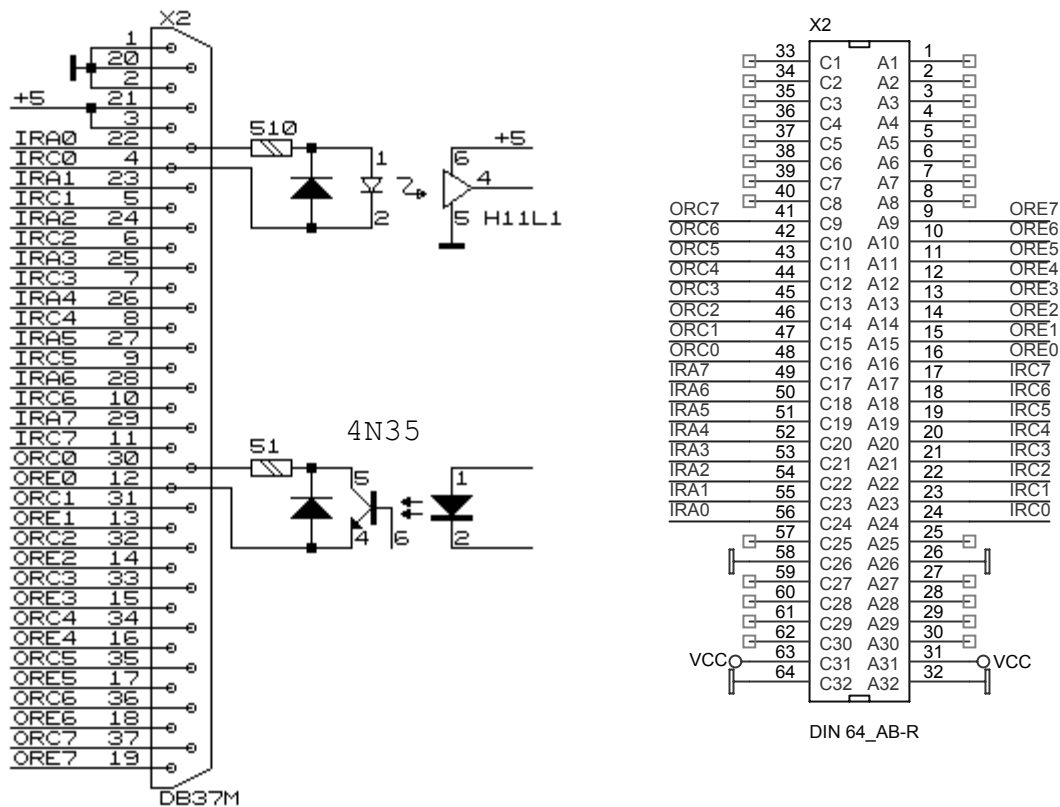 X2
1
20
2
+5 21
3
IRA0 22
IRC0 4
IRA1 23
IRC1 5
IRA2 24
IRC2 6
IRA3 25
IRC3 7
IRA4 26
IRC4 8
IRA5 27
IRC5 9
IRA6 28
IRC6 10
IRA7 29
IRC7 11
ORC0 30
ORE0 12
ORC1 31
ORE1 13
ORC2 32
ORE2 14
ORC3 33
ORE3 15
ORC4 34
ORE4 16
ORC5 35
ORE5 17
ORC6 36
ORE6 18
ORC7 37
ORE7 19
DB37M
510
+5
1
6
4
2
5 H11L1
4N35
51
5
1
4
6
2
X2
33 C1 A1 1
34 C2 A2 2
35 C3 A3 3
36 C4 A4 4
37 C5 A5 5
38 C6 A6 6
39 C7 A7 7
40 C8 A8 8
ORC7 41 C9 A9 9 ORE7
ORC6 42 C10 A10 10 ORE6
ORC5 43 C11 A11 11 ORE5
ORC4 44 C12 A12 12 ORE4
ORC3 45 C13 A13 13 ORE3
ORC2 46 C14 A14 14 ORE2
ORC1 47 C15 A15 15 ORE1
ORC0 48 C16 A16 16 ORE0
IRA7 49 C17 A17 17 IRC7
IRA6 50 C18 A18 18 IRC6
IRA5 51 C19 A19 19 IRC5
IRA4 52 C20 A20 20 IRC4
IRA3 53 C21 A21 21 IRC3
IRA2 54 C22 A22 22 IRC2
IRA1 55 C23 A23 23 IRC1
IRA0 56 C24 A24 24 IRC0
57 C25 A25 25
58 C26 A26 26
59 C27 A27 27
60 C28 A28 28
61 C29 A29 29
62 C30 A30 30
VCC 63 C31 A31 31 VCC
64 C32 A32 32
DIN 64_AB-R